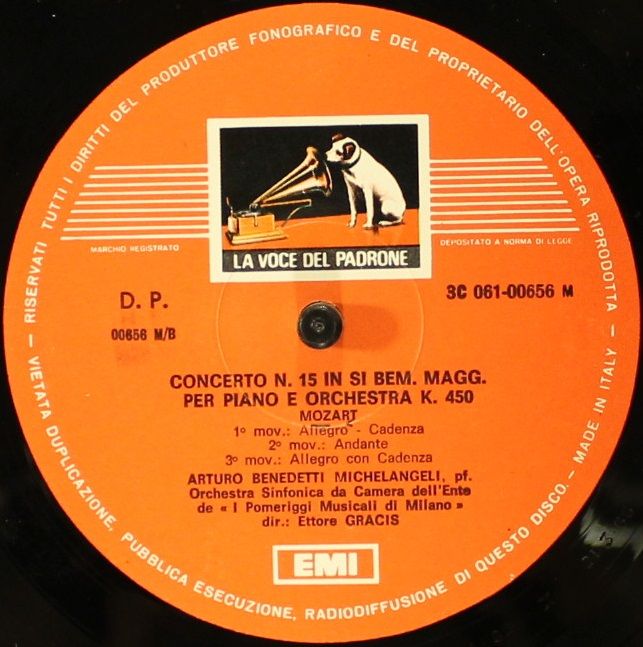 RISERVATI TUTTI I DIRITTI DEL PRODUTTORE FONOGRAFICO E DEL PROPRIETARIO DELL'OPERA RIPRODOTTA
LA VOCE DEL PADRONE
MARCHIO REGISTRATO
DEPOSITATO A NORMA DI LEGGE
D. P.
3C 061-00656 M
00656 M/B
CONCERTO N. 15 IN SI BEM. MAGG.
PER PIANO E ORCHESTRA K. 450
MOZART
1º mov.: Allegro - Cadenza
2º mov.: Andante
3º mov.: Allegro con Cadenza
ARTURO BENEDETTI MICHELANGELI, pf.
Orchestra Sinfonica da Camera dell'Ente
de « I Pomeriggi Musicali di Milano »
dir.: Ettore GRACIS
EMI
VIETATA DUPLICAZIONE, PUBBLICA ESECUZIONE, RADIODIFFUSIONE DI QUESTO DISCO. - MADE IN ITALY -